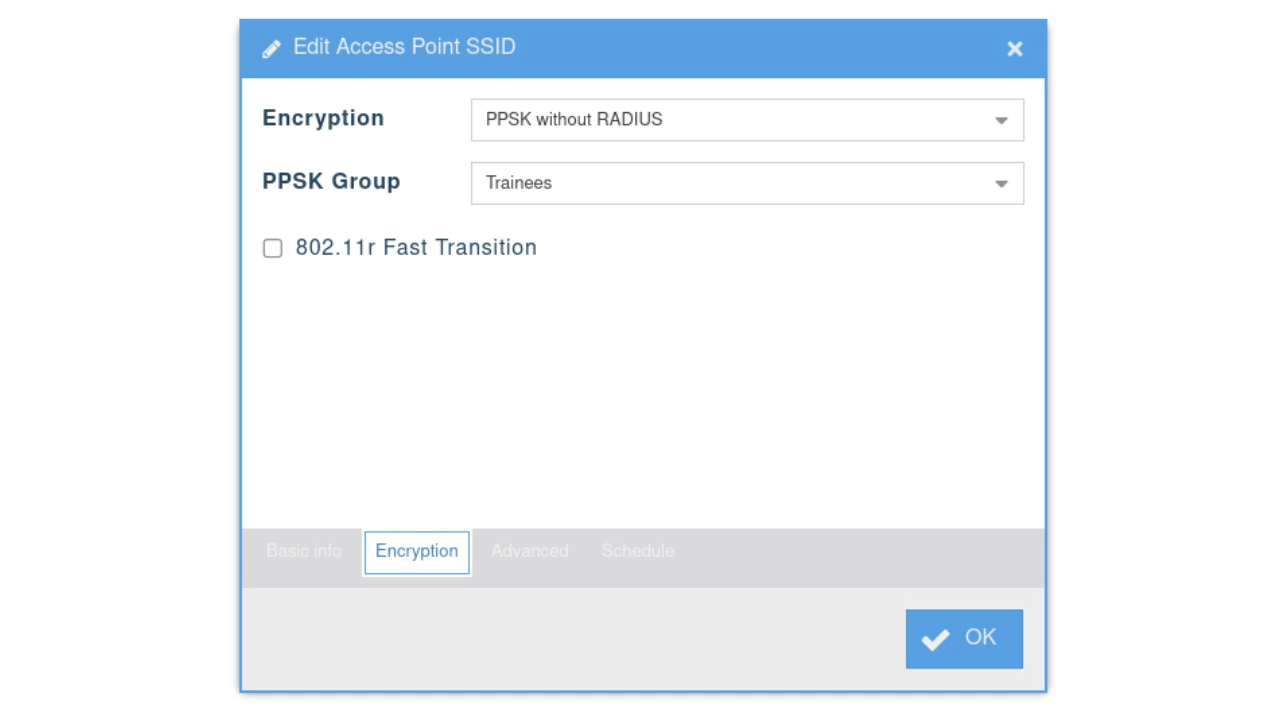 Edit Access Point SSID
Encryption PPSK without RADIUS
PPSK Group Trainees
802.11r Fast Transition
Basic info Encryption Advanced Schedule
OK